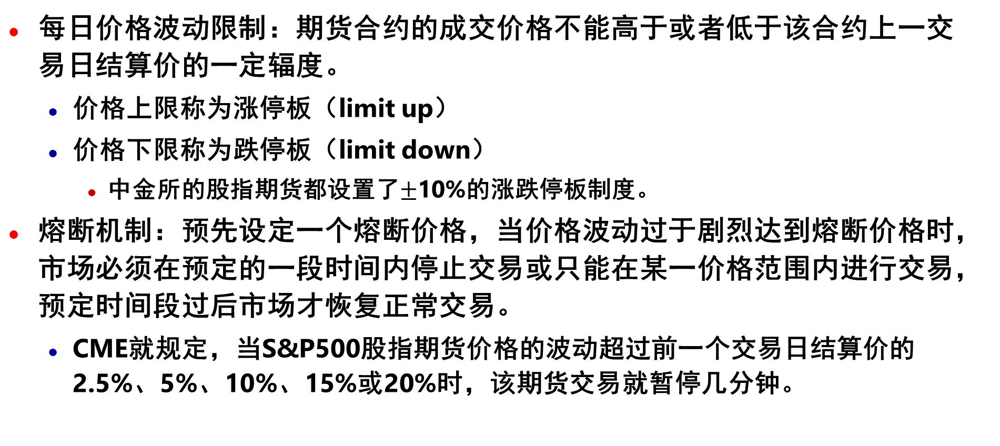 每日价格波动限制：期货合约的成交价格不能高于或者低于该合约上一交
易日结算价的一定辐度。
价格上限称为涨停板（limit up）
价格下限称为跌停板（limit down）
中金所的股指期货都设置了±10%的涨跌停板制度。
熔断机制：预先设定一个熔断价格，当价格波动过于剧烈达到熔断价格时，
市场必须在预定的一段时间内停止交易或只能在某一价格范围内进行交易，
预定时间段过后市场才恢复正常交易。
CME就规定，当S&P500股指期货价格的波动超过前一个交易日结算价的
2.5%、5%、10%、15%或20%时，该期货交易就暂停几分钟。